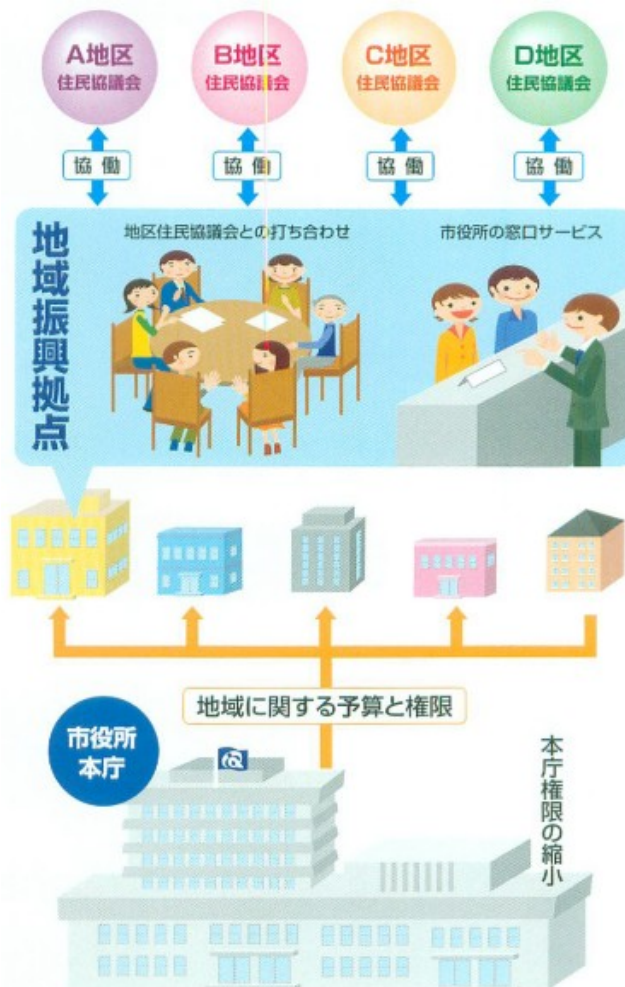 A地区
住民協議会
B地区
住民協議会
C地区
住民協議会
D地区
住民協議会
協働
協働
協働
協働
地域振興拠点
地区住民協議会との打ち合わせ
市役所の窓口サービス
地域に関する予算と権限
市役所
本庁
本庁権限の縮小